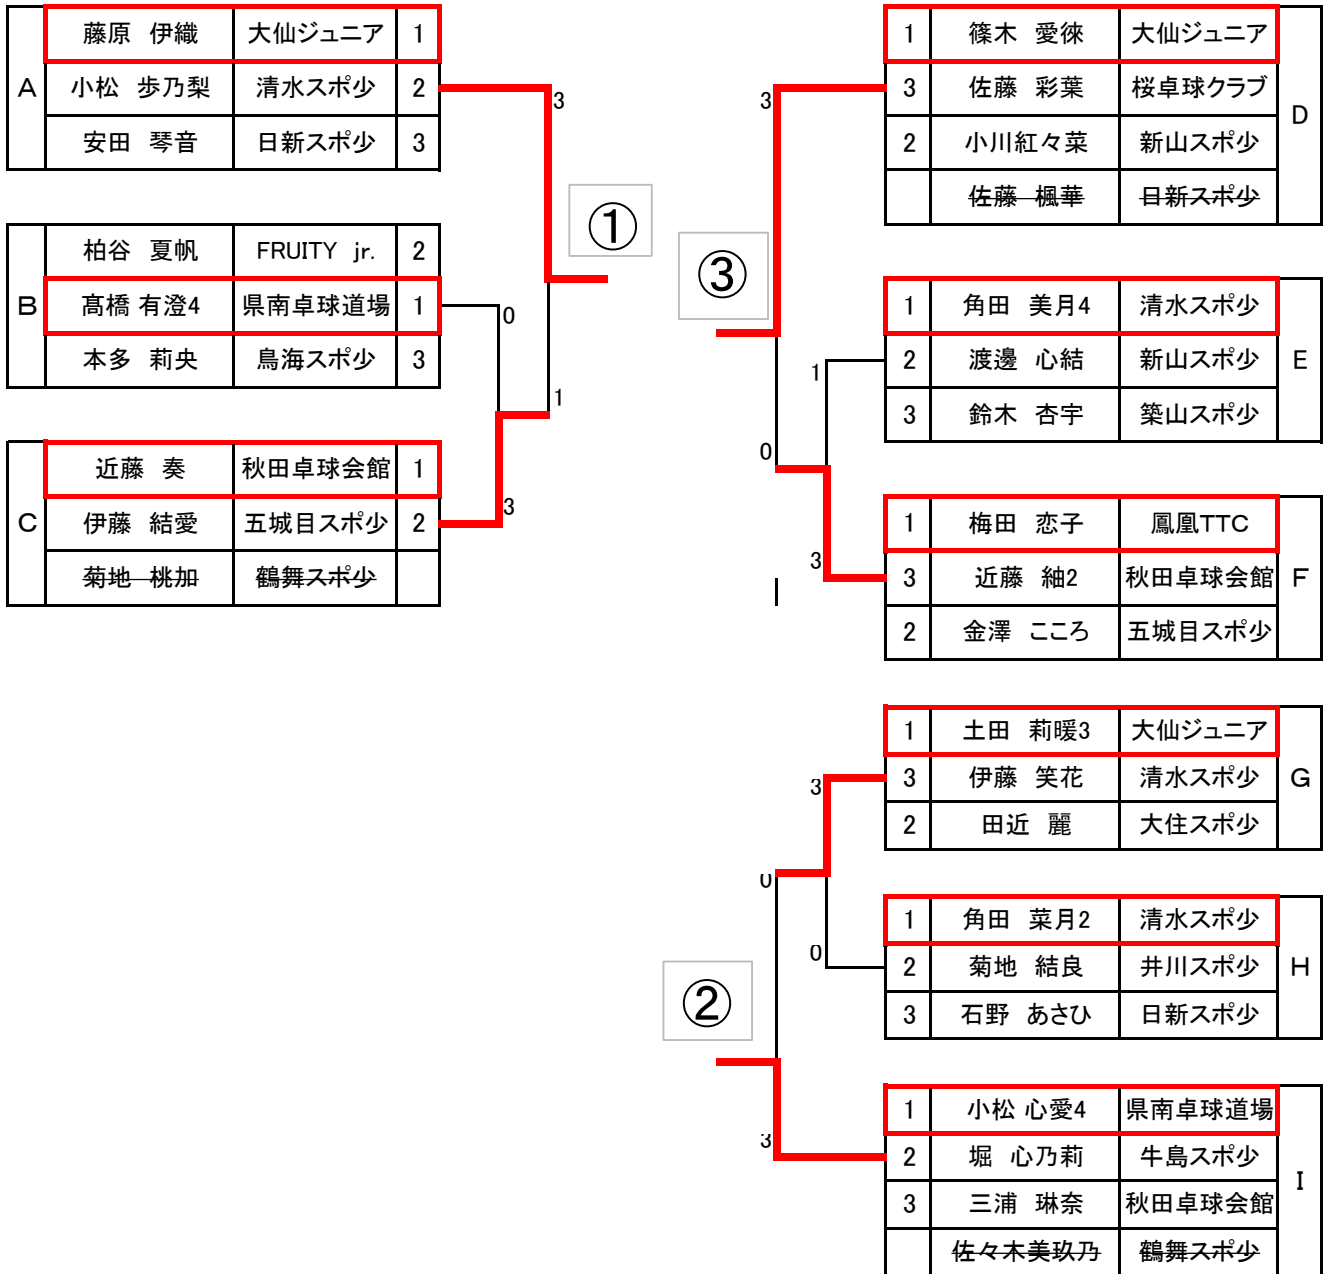 A
藤原 伊織 大仙ジュニア 1
小松 歩乃梨 清水スポ少 2
安田 琴音 日新スポ少 3
B
柏谷 夏帆 FRUITY jr. 2
髙橋 有澄4 県南卓球道場 1
本多 莉央 鳥海スポ少 3
C
近藤 奏 秋田卓球会館 1
伊藤 結愛 五城目スポ少 2
菊地 桃加 鶴舞スポ少
3
①
0
1
3
D
1 篠木 愛徠 大仙ジュニア
3 佐藤 彩葉 桜卓球クラブ
2 小川紅々菜 新山スポ少
佐藤 楓華 日新スポ少
3
③
E
1 角田 美月4 清水スポ少
2 渡邊 心結 新山スポ少
3 鈴木 杏宇 築山スポ少
1
0
3
F
1 梅田 恋子 鳳凰TTC
3 近藤 紬2 秋田卓球会館
2 金澤 こころ 五城目スポ少
G
1 土田 莉暖3 大仙ジュニア
3 伊藤 笑花 清水スポ少
2 田近 麗 大住スポ少
3
0
0
H
1 角田 菜月2 清水スポ少
2 菊地 結良 井川スポ少
3 石野 あさひ 日新スポ少
②
3
I
1 小松 心愛4 県南卓球道場
2 堀 心乃莉 牛島スポ少
3 三浦 琳奈 秋田卓球会館
佐々木美玖乃 鶴舞スポ少